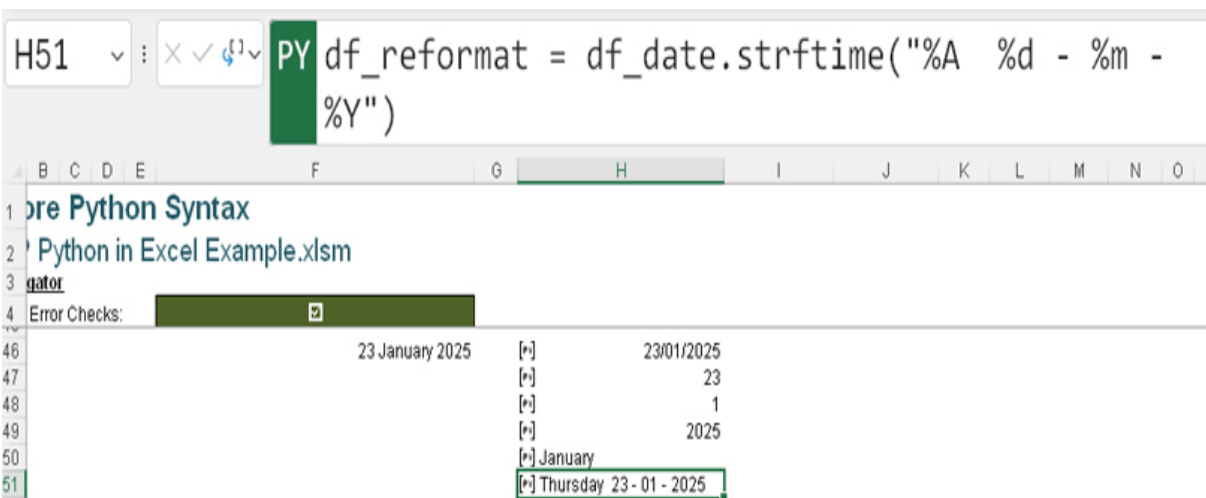 H51 PY df_reformat = df_date.strftime("%A  %d - %m -
%Y")
B C D E F G H I J K L M N O
1 ore Python Syntax
2 Python in Excel Example.xlsm
3 gator
4 Error Checks:
46 23 January 2025 23/01/2025
47 23
48 1
49 2025
50 January
51 Thursday  23 - 01 - 2025